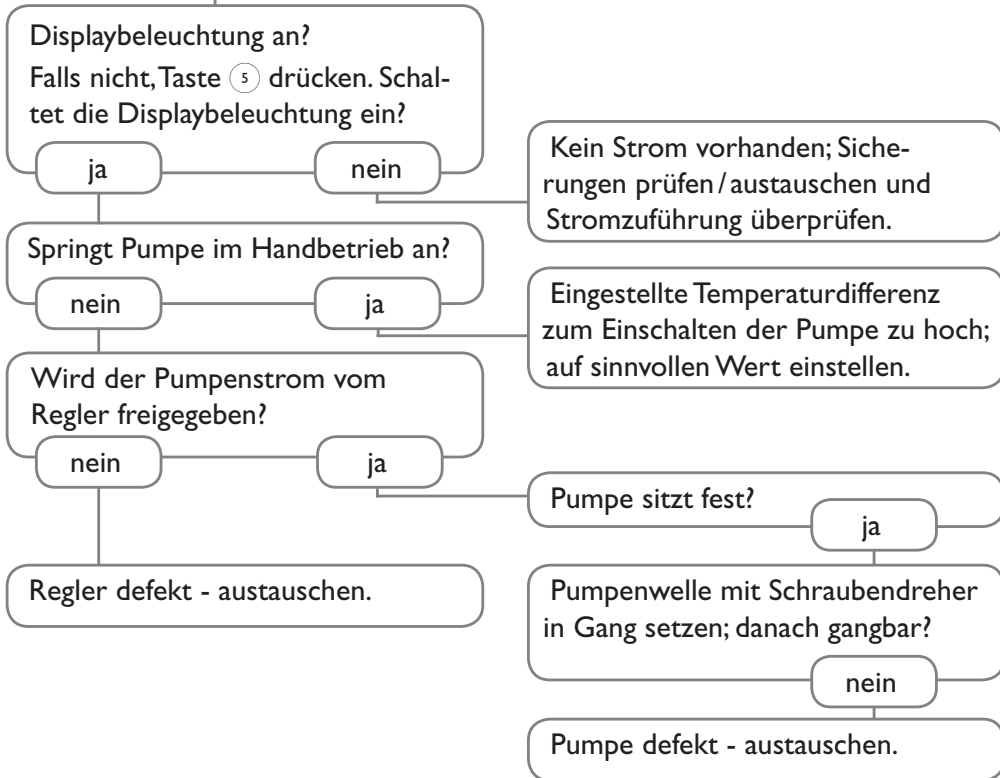 Displaybeleuchtung an?
Falls nicht, Taste 5 drücken. Schal-
tet die Displaybeleuchtung ein?
ja
nein
Kein Strom vorhanden; Siche-
rungen prüfen / austauschen und
Stromzuführung überprüfen.
Springt Pumpe im Handbetrieb an?
nein
ja
Eingestellte Temperaturdifferenz
zum Einschalten der Pumpe zu hoch;
auf sinnvollen Wert einstellen.
Wird der Pumpenstrom vom
Regler freigegeben?
nein
ja
Pumpe sitzt fest?
ja
Regler defekt - austauschen.
Pumpenwelle mit Schraubendreher
in Gang setzen; danach gangbar?
nein
Pumpe defekt - austauschen.